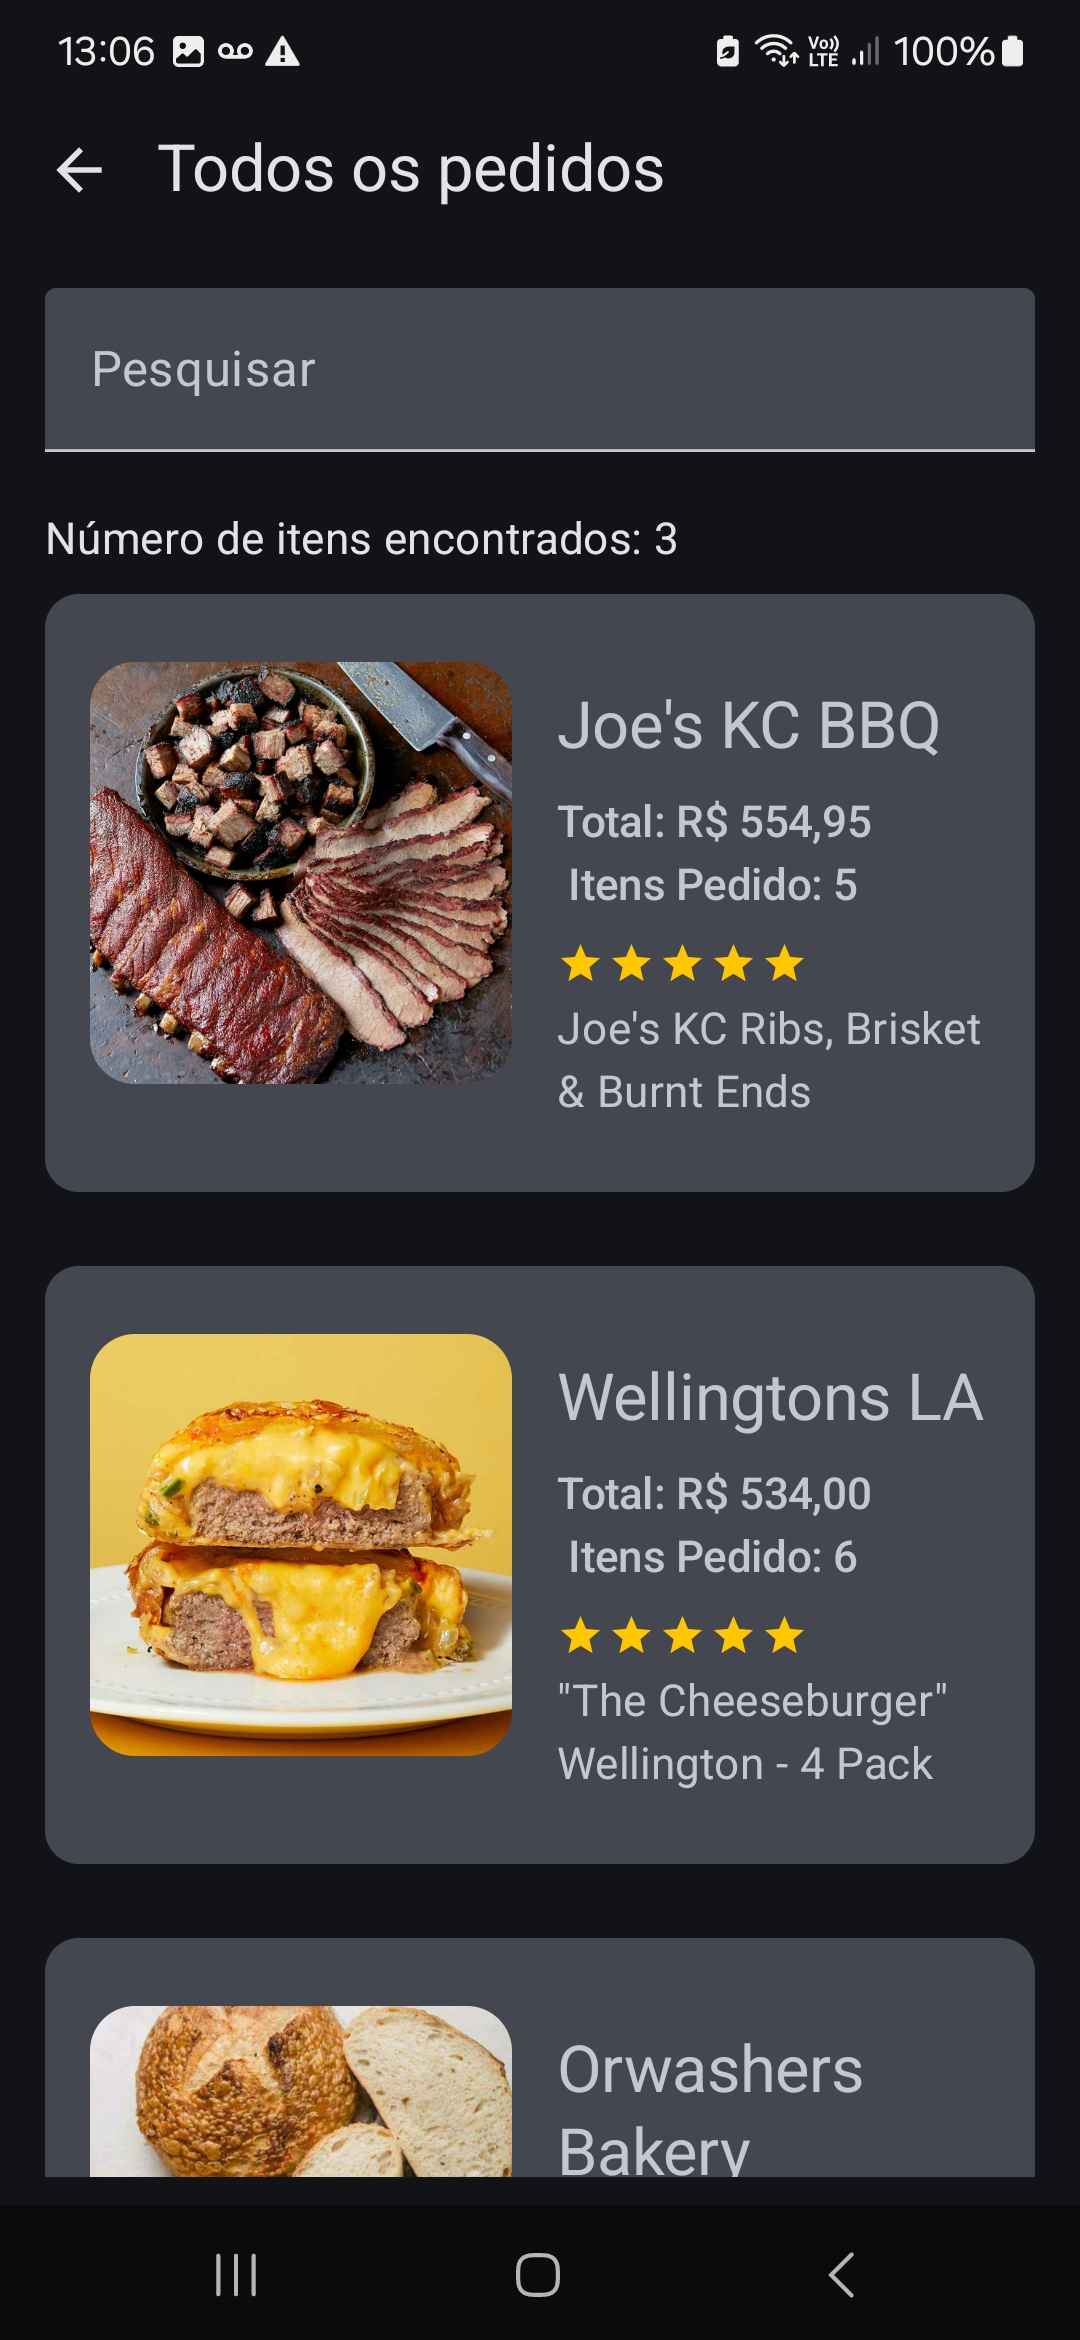 13:06
Vo)) LTE
100%
Todos os pedidos
Pesquisar
Número de itens encontrados: 3
Joe's KC BBQ
Total: R$ 554,95
Itens Pedido: 5
Joe's KC Ribs, Brisket
& Burnt Ends
Wellingtons LA
Total: R$ 534,00
Itens Pedido: 6
"The Cheeseburger"
Wellington - 4 Pack
Orwashers
Bakery